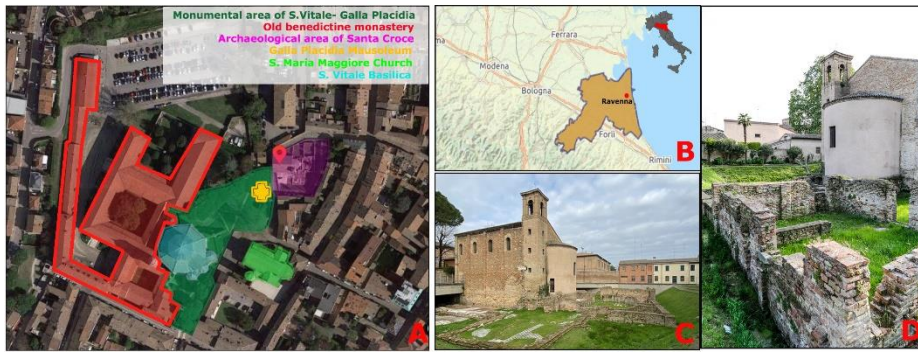 Monumental area of S.Vitale- Galla Placidia
Old benedictine monastery
Archaeological area of Santa Croce
Galla Placidia Mausoleum
S. Maria Maggiore Church
S. Vitale Basilica
A
Ferrara
Modena
Bologna
Ravenna
Forlì
Rimini
B
C
D